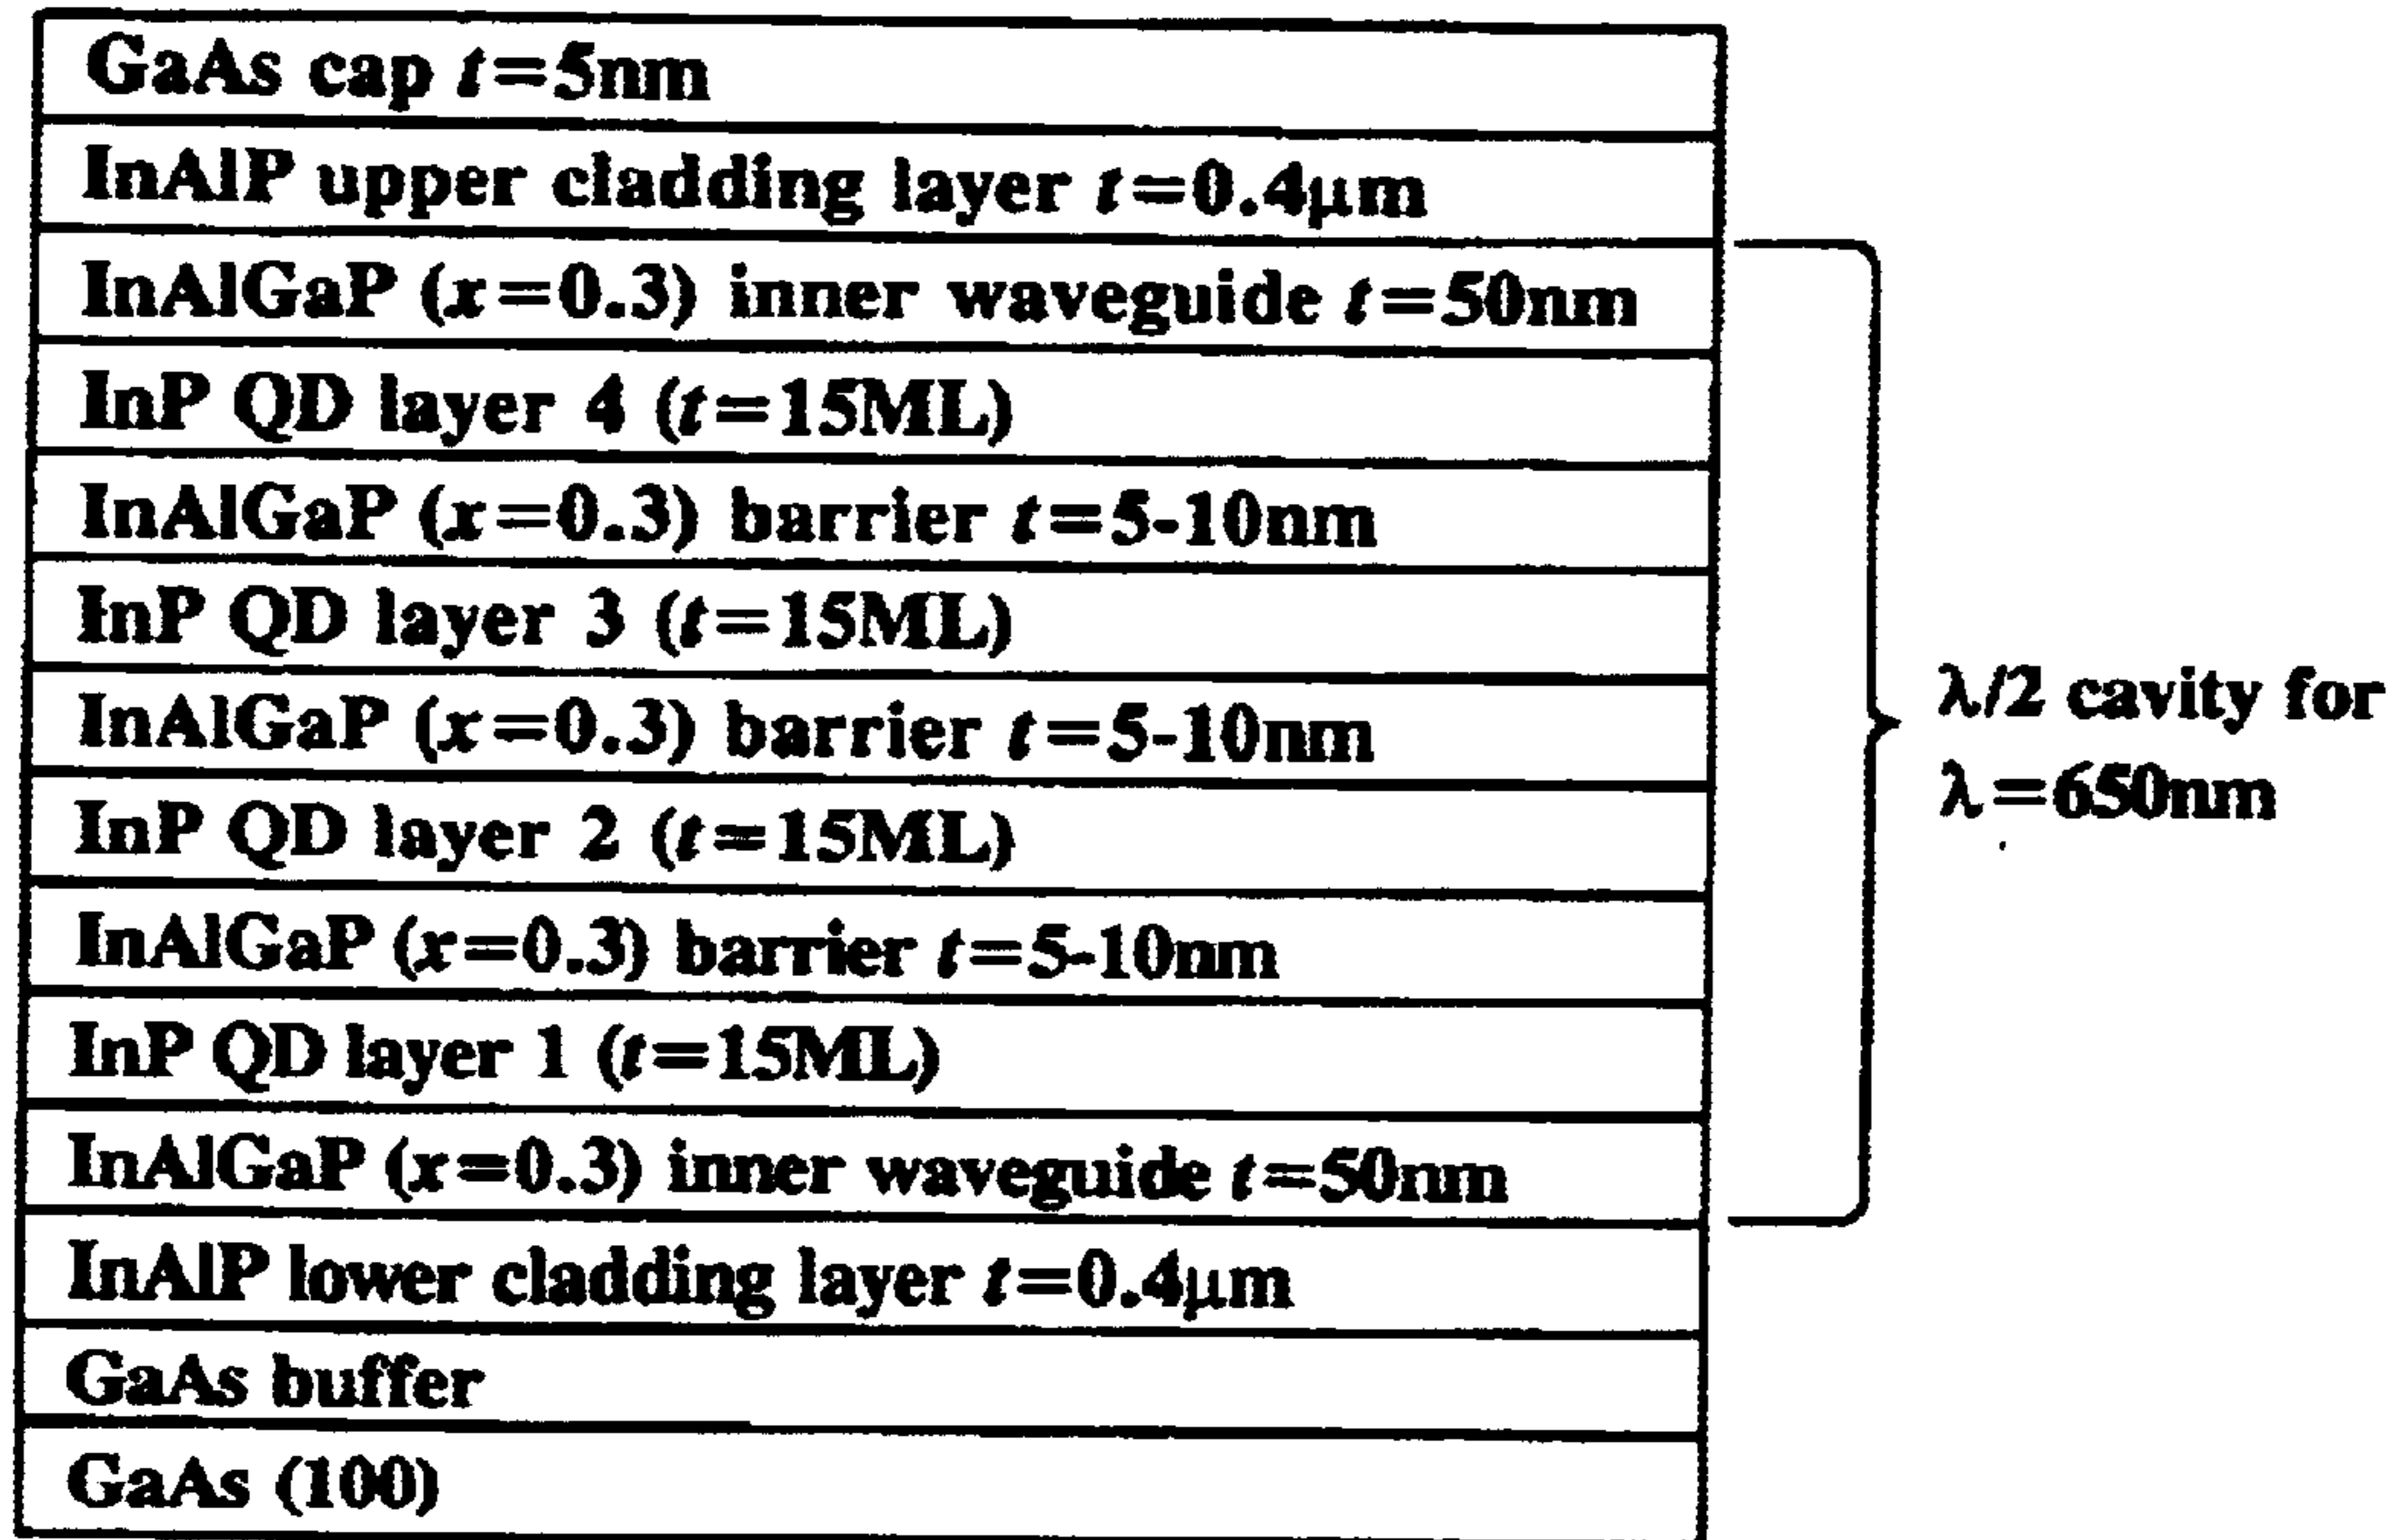 GaAs cap t=5nm
InAlP upper cladding layer t=0.4μm
InAlGaP (x=0.3) inner waveguide t=50nm
InP QD layer 4 (t=15ML)
InAlGaP (x=0.3) barrier t=5-10nm
InP QD layer 3 (t=15ML)
InAlGaP (x=0.3) barrier t=5-10nm
InP QD layer 2 (t=15ML)
InAlGaP (x=0.3) barrier t=5-10nm
InP QD layer 1 (t=15ML)
InAlGaP (x=0.3) inner waveguide t=50nm
InAlP lower cladding layer t=0.4μm
GaAs buffer
GaAs (100)
λ/2 cavity for
λ=650nm